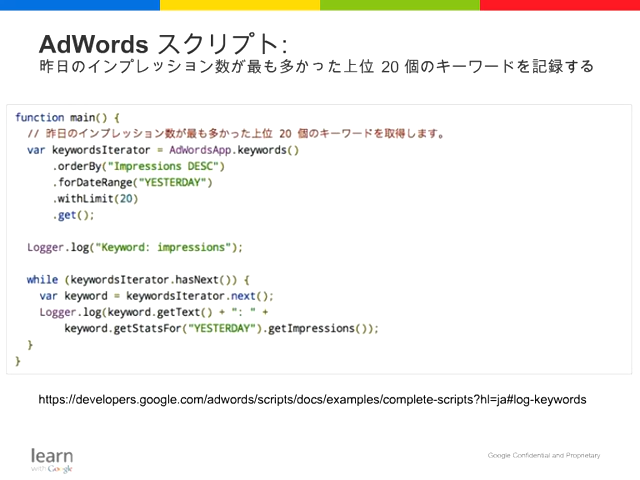 AdWords スクリプト:
昨日のインプレッション数が最も多かった上位 20 個のキーワードを記録する
function main() {
  // 昨日のインプレッション数が最も多かった上位 20 個のキーワードを取得します。
  var keywordsIterator = AdWordsApp.keywords()
      .orderBy("Impressions DESC")
      .forDateRange("YESTERDAY")
      .withLimit(20)
      .get();
  Logger.log("Keyword: impressions");
  while (keywordsIterator.hasNext()) {
    var keyword = keywordsIterator.next();
    Logger.log(keyword.getText() + ": " +
        keyword.getStatsFor("YESTERDAY").getImpressions());
  }
}
https://developers.google.com/adwords/scripts/docs/examples/complete-scripts?hl=ja#log-keywords
learn
with Google
Google Confidential and Proprietary